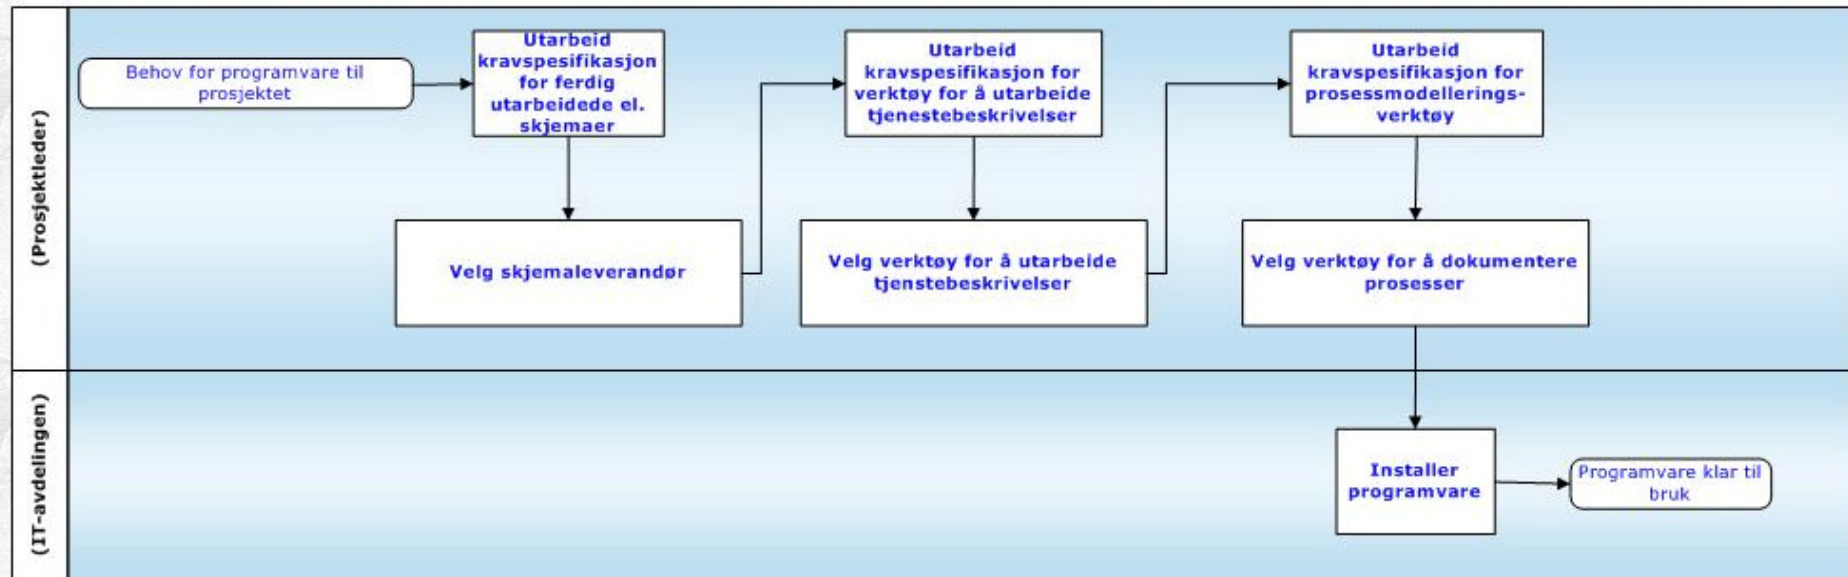 (Prosjektleder)
Behov for programvare til
prosjektet
Utarbeid
kravspesifikasjon
for ferdig
utarbeidede el.
skjemaer
Utarbeid
kravspesifikasjon for
verktøy for å utarbeide
tjenestebeskrivelser
Utarbeid
kravspesifikasjon for
prosessmodellerings-
verktøy
Velg skjemaleverandør
Velg verktøy for å utarbeide
tjenstebeskrivelser
Velg verktøy for å dokumentere
prosesser
(IT-avdelingen)
Installer
programvare
Programvare klar til
bruk